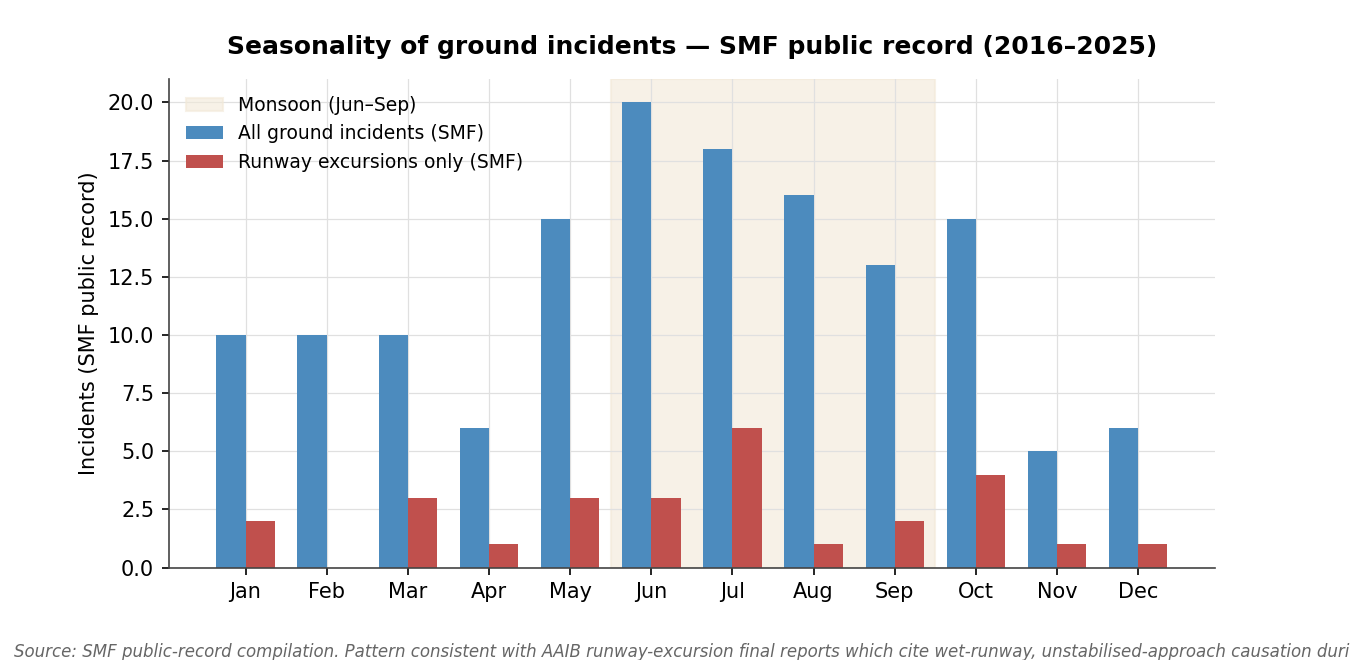 Seasonality of ground incidents — SMF public record (2016–2025)
Monsoon (Jun–Sep)
All ground incidents (SMF)
Runway excursions only (SMF)
Incidents (SMF public record)
20.0
17.5
15.0
12.5
10.0
7.5
5.0
2.5
0.0
Jan Feb Mar Apr May Jun Jul Aug Sep Oct Nov Dec
Source: SMF public-record compilation. Pattern consistent with AAIB runway-excursion final reports which cite wet-runway, unstabilised-approach causation duri